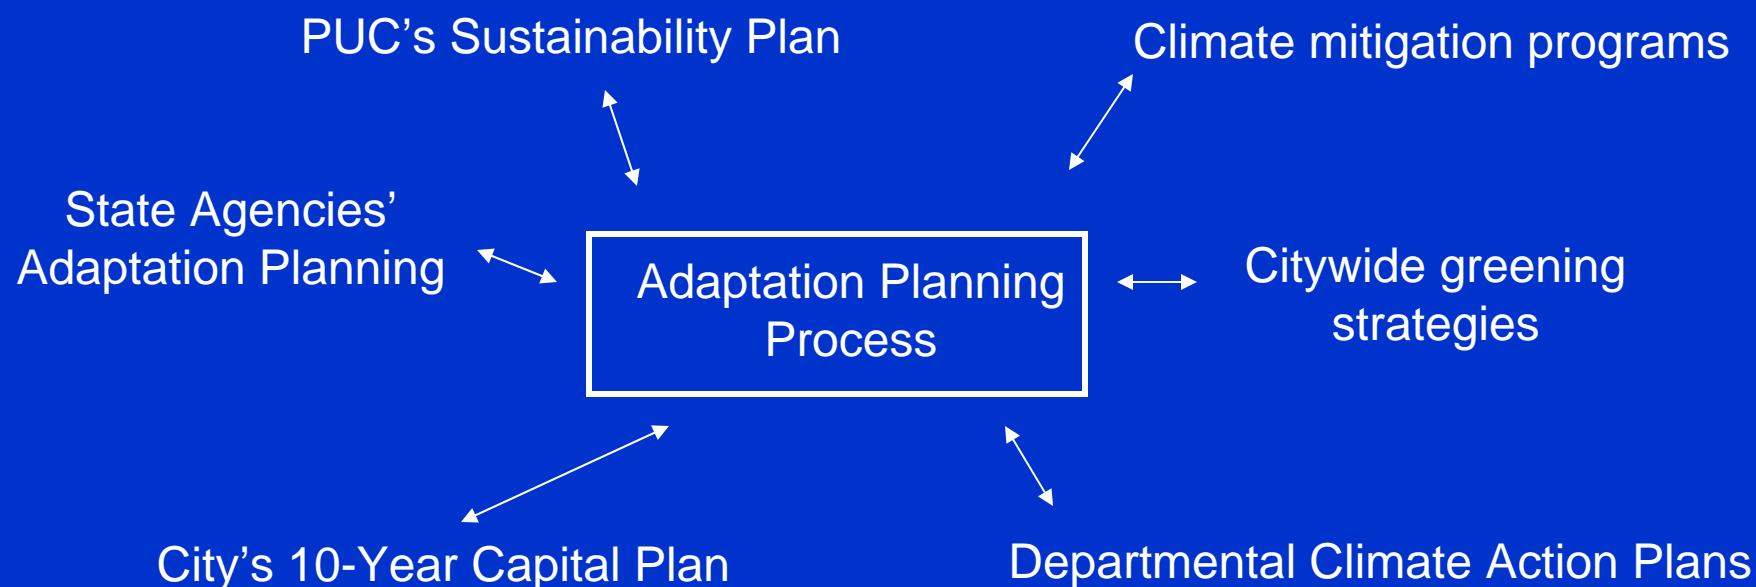 PUC’s Sustainability Plan
Climate mitigation programs
State Agencies’
Adaptation Planning
Adaptation Planning
Process
Citywide greening
strategies
City’s 10-Year Capital Plan
Departmental Climate Action Plans